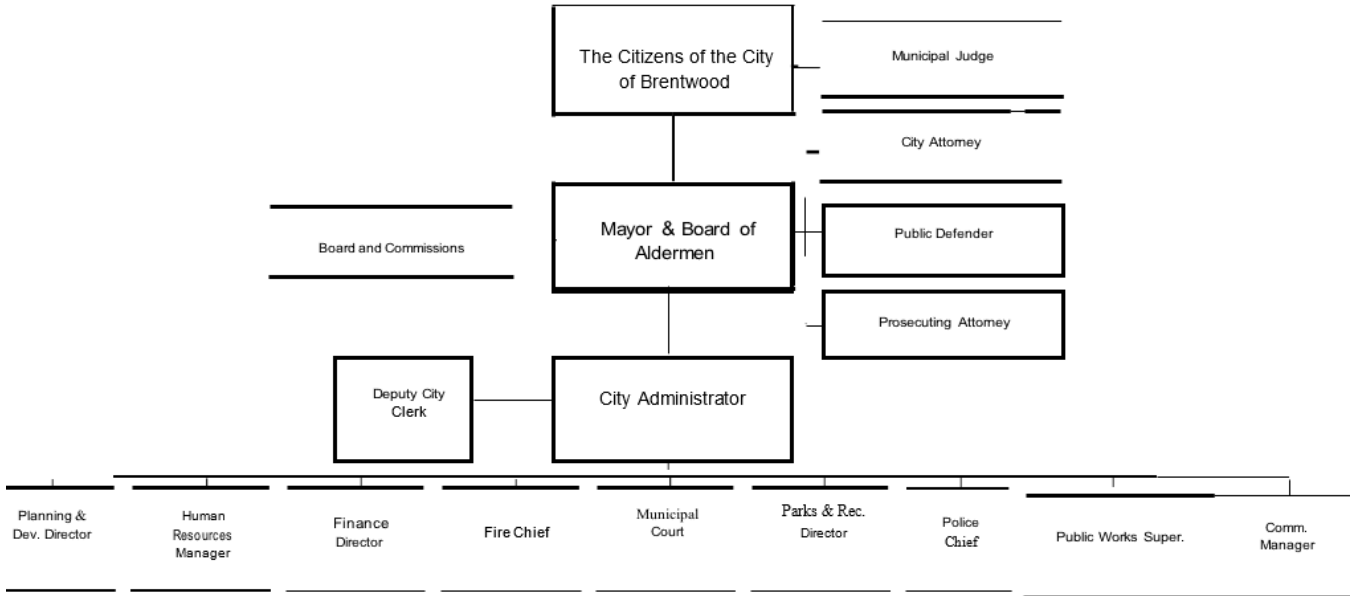 The Citizens of the City
of Brentwood
Municipal Judge
City Attorney
Board and Commissions
Mayor & Board of
Aldermen
Public Defender
Prosecuting Attorney
Deputy City
Clerk
City Administrator
Planning &
Dev. Director
Human
Resources
Manager
Finance
Director
Fire Chief
Municipal
Court
Parks & Rec.
Director
Police
Chief
Public Works Super.
Comm.
Manager